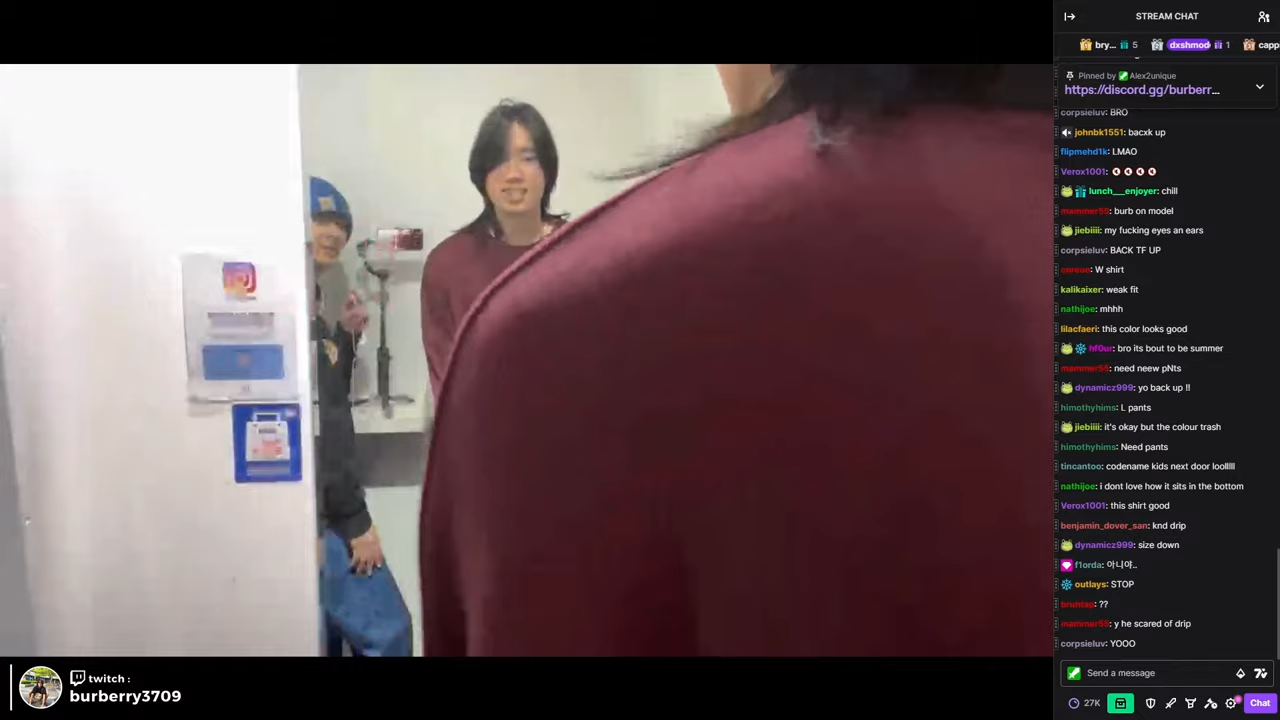 STREAM CHAT
bry... 5
dxshmod 1
capp
Pinned by Alex2unique
https://discord.gg/burberr...
corpsieluv: BRO
johnbk1551: bacxk up
flipmehd1k: LMAO
Verox1001:
lunch__enjoyer: chill
mammer55: burb on model
jiebiiii: my fucking eyes an ears
corpsieluv: BACK TF UP
: W shirt
kalikaixer: weak fit
nathijoe: mhhh
lilacfaeri: this color looks good
hf0ur: bro its bout to be summer
mammer55: need neew pNts
dynamicz999: yo back up !!
himothyhims: L pants
jiebiiii: it's okay but the colour trash
himothyhims: Need pants
tincantoo: codename kids next door looIllll
nathijoe: i dont love how it sits in the bottom
Verox1001: this shirt good
benjamin_dover_san: knd drip
dynamicz999: size down
f1orda: 아니야..
outlays: STOP
bruhtap: ??
mammer55: y he scared of drip
corpsieluv: YOOO
Send a message
27K
Chat
twitch :
burberry3709